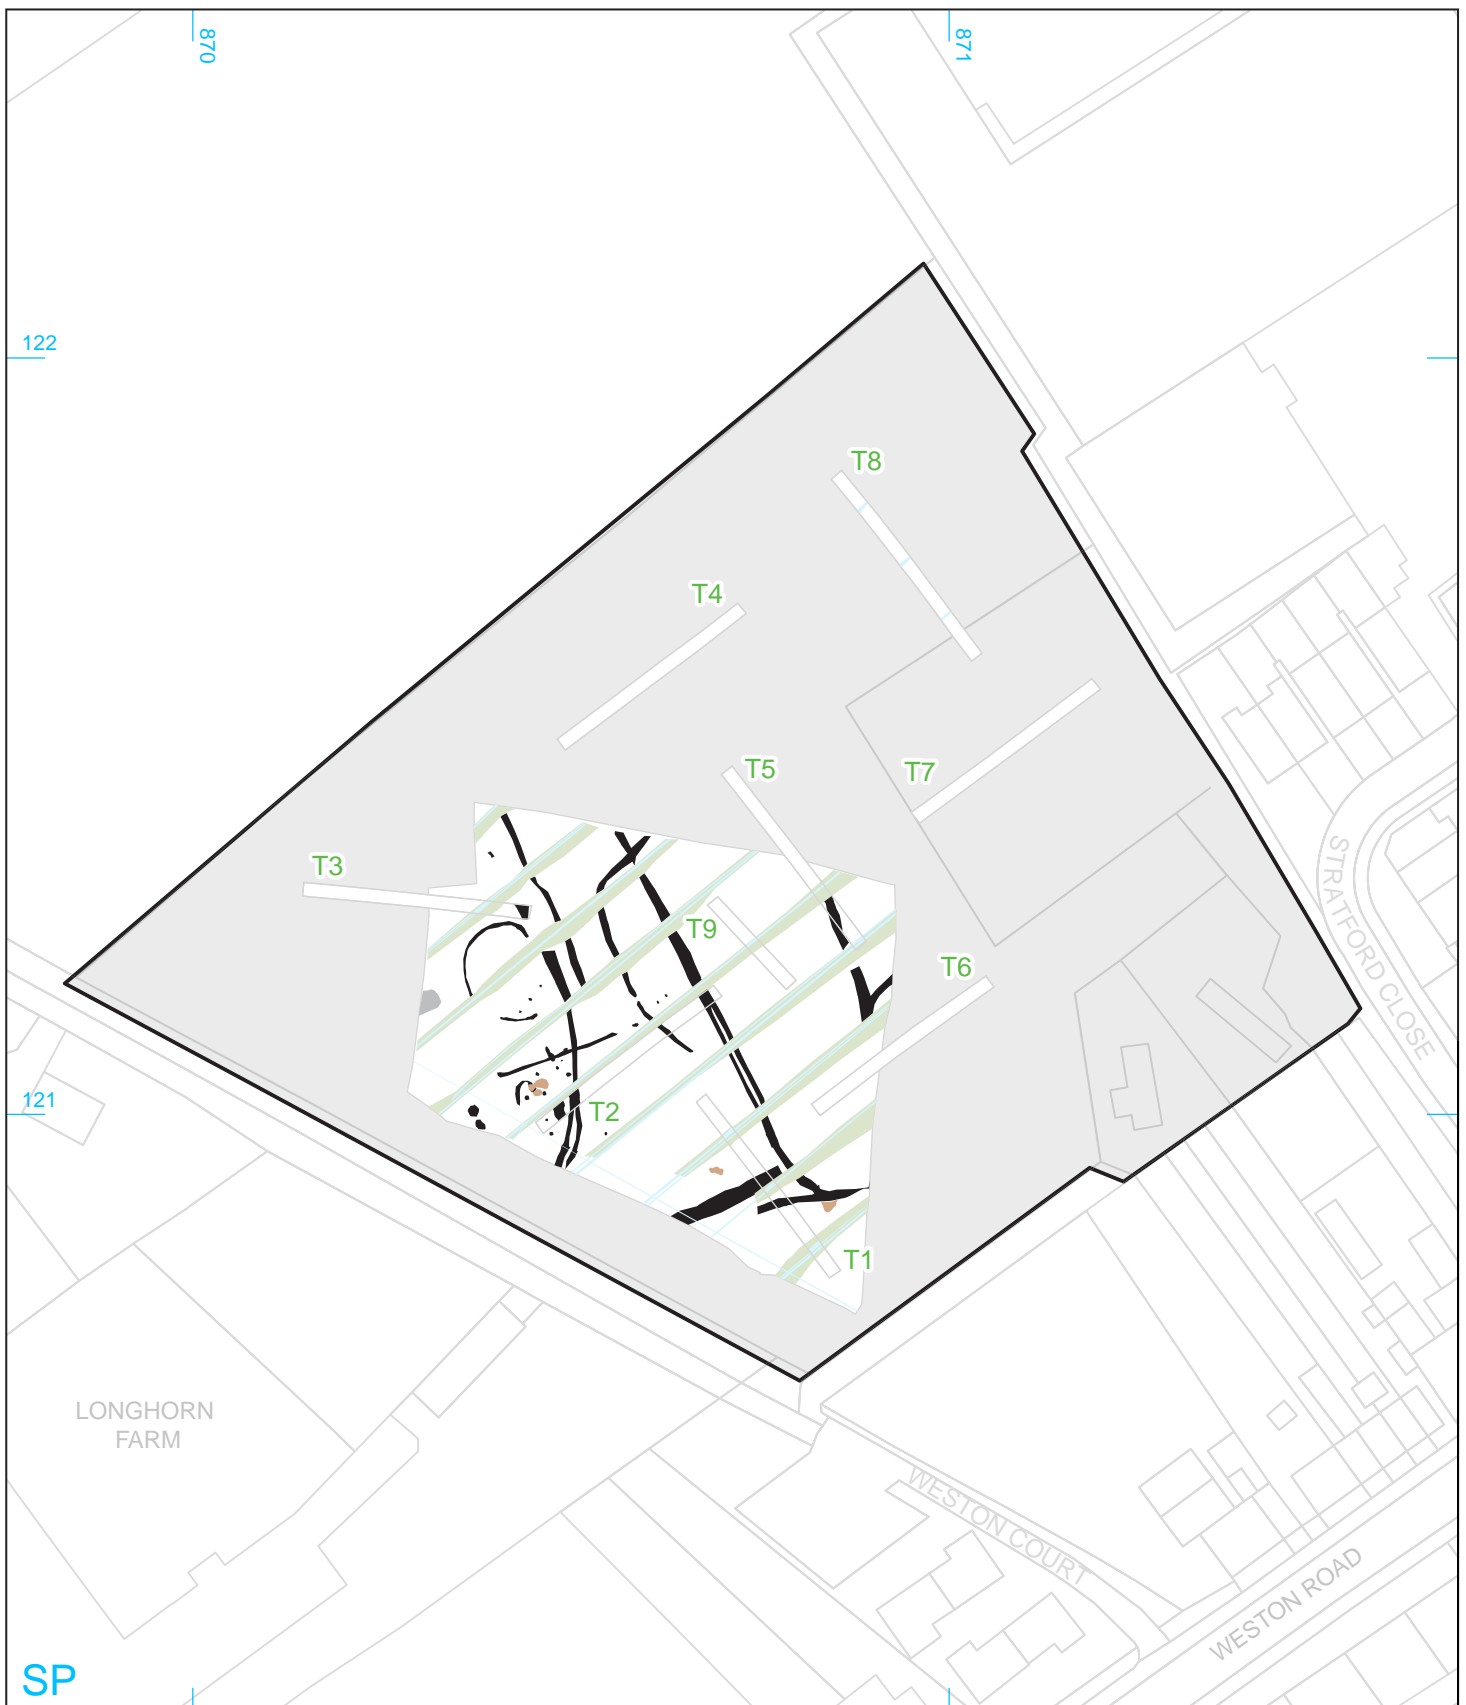 870
871
122
T8
T4
T5
T7
T3
STRATFORD CLOSE
T9
T6
121
T2
T1
LONGHORN
FARM
WESTON COURT
WESTON ROAD
SP